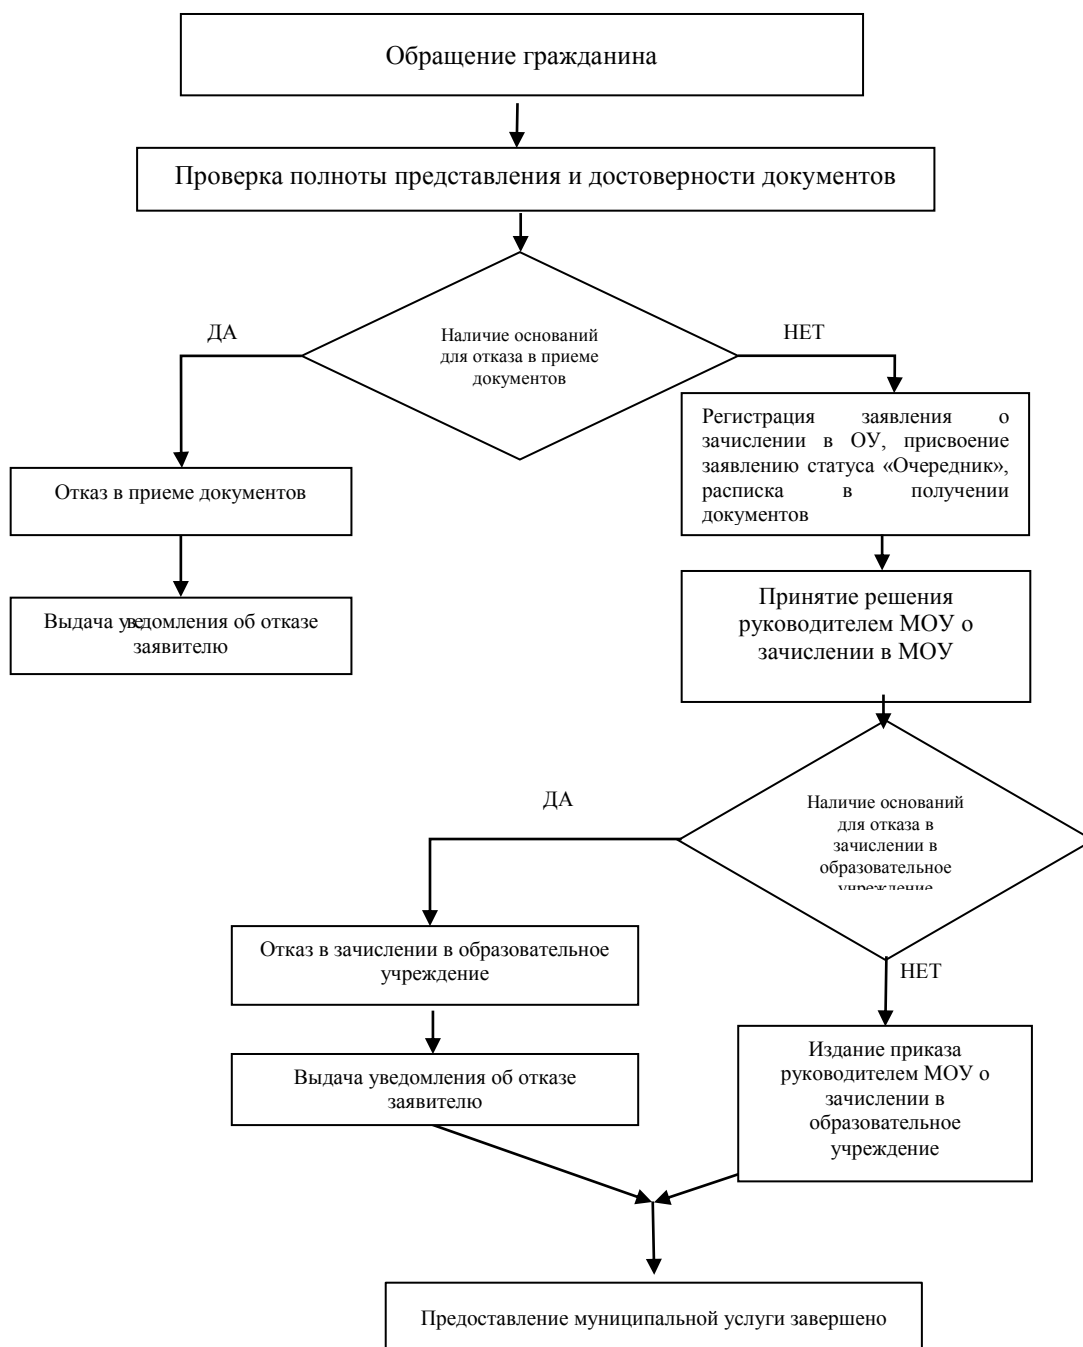 Обращение гражданина
Проверка полноты представления и достоверности документов
ДА
НЕТ
Наличие оснований
для отказа в приеме
документов
Регистрация заявления о
зачислении в ОУ, присвоение
заявлению статуса «Очередник»,
расписка в получении
документов
Отказ в приеме документов
Выдача уведомления об отказе
заявителю
Принятие решения
руководителем МОУ о
зачислении в МОУ
ДА
Наличие оснований
для отказа в
зачислении в
образовательное
учреждение
Отказ в зачислении в образовательное
учреждение
НЕТ
Выдача уведомления об отказе
заявителю
Издание приказа
руководителем МОУ о
зачислении в
образовательное
учреждение
Предоставление муниципальной услуги завершено